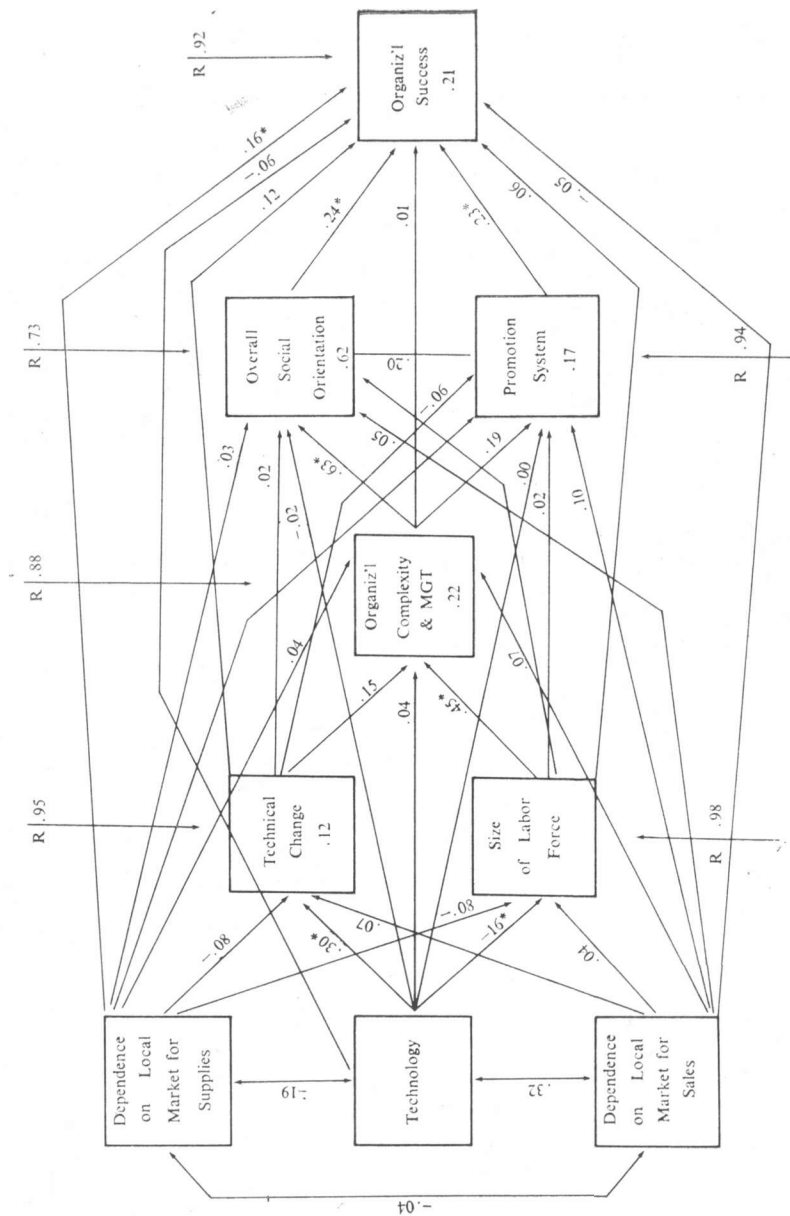 Dependence
on Local
Market for
Supplies
Technology
Dependence
on Local
Market for
Sales
-.19
.32
-.04
R .95
Technical
Change
.12
Size
of Labor
Force
R .98
-.08
.30*
.07
-.08
-.16*
.04
R .88
Organiz'l
Complexity
& MGT
.22
.04
.15
.04
.45*
.07
R .73
Overall
Social
Orientation
.62
.20
Promotion
System
.17
R .94
.03
.02
-.02
.63*
.05
-.06
.19
.00
.02
.10
R .92
Organiz'l
Success
.21
.16*
-.06
.12
.24*
.01
.23*
.06
-.05